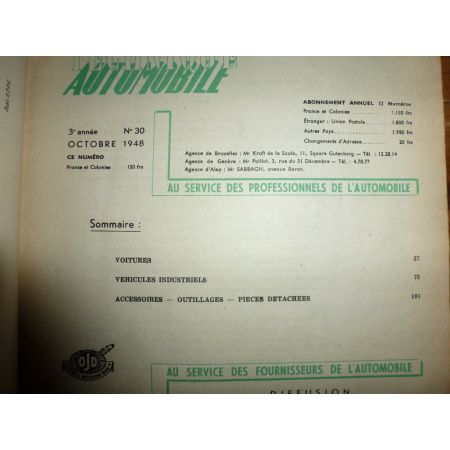 AUTOMOBILE
3e année N° 30
OCTOBRE 1948
CE NUMÉRO
France et Colonies 150 frs
ABONNEMENT ANNUEL 12 Numéros
France et Colonies 1.110 frs
Étranger : Union Postale 1.800 frs
Autres Pays 1.950 frs
Changements d'Adresse 20 frs
Agence de Bruxelles : Mr Kraft de la Saulx, 11, Square Gutenberg — Tél. : 12.28.14
Agence de Genève : Mr Paillot, 3, rue du 31 Décembre — Tél. : 4.78.77
Agence d'Alep : Mr SABBAGH, avenue Baron.
AU SERVICE DES PROFESSIONNELS DE L'AUTOMOBILE
Sommaire :
VOITURES 37
VEHICULES INDUSTRIELS 75
ACCESSOIRES — OUTILLAGES — PIECES DETACHEES 101
OJD
AU SERVICE DES FOURNISSEURS DE L'AUTOMOBILE
DIFFUSION